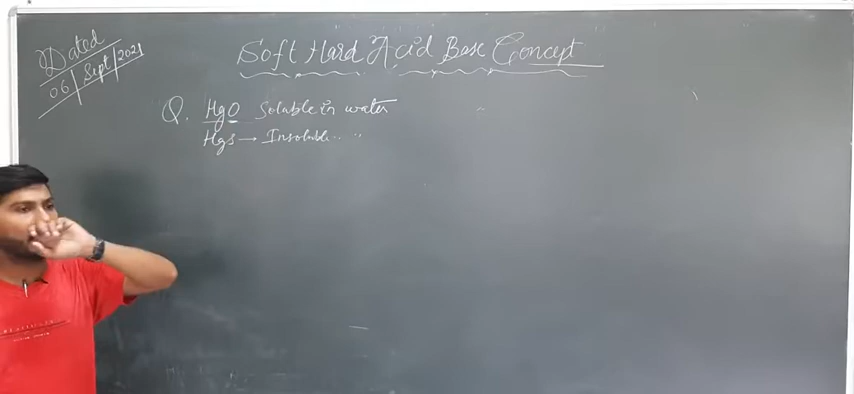 Dated
06/Sept/2021
Soft Hard Acid Base Concept
Q. HgO Soluble in water
HgS → Insoluble.. ..